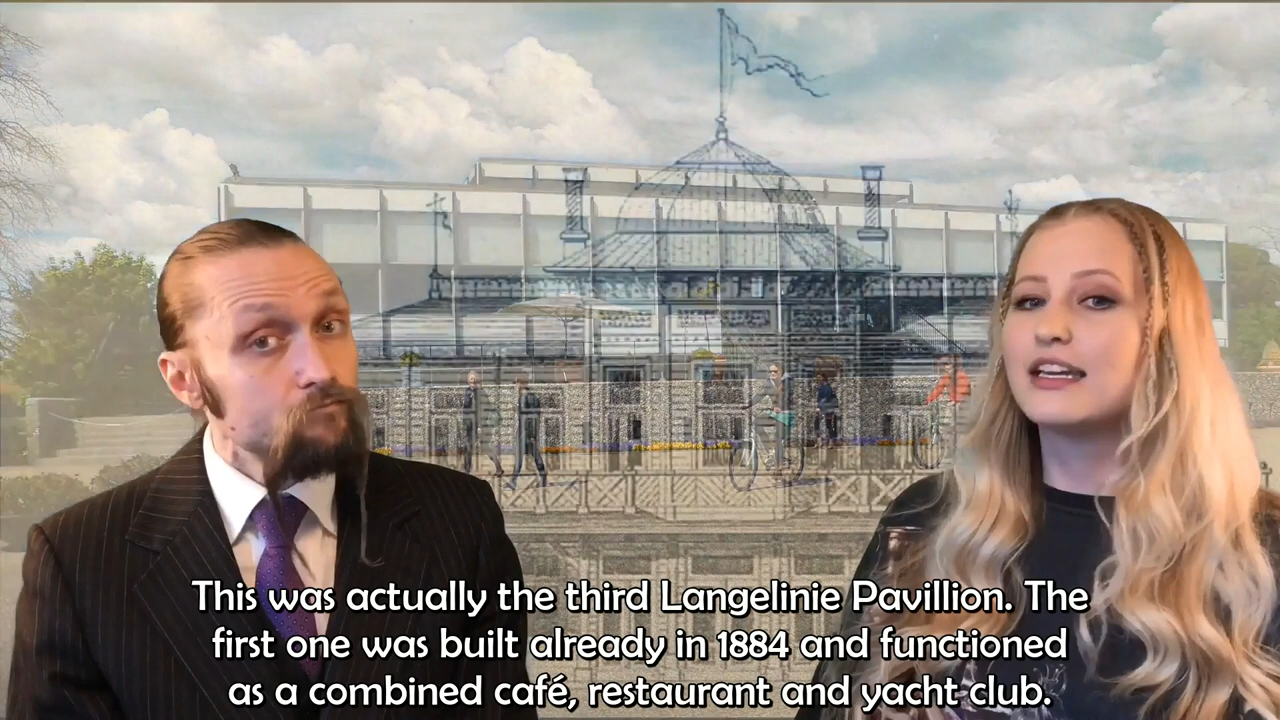 This was actually the third Langelinie Pavillion. The
first one was built already in 1884 and functioned
as a combined café, restaurant and yacht club.